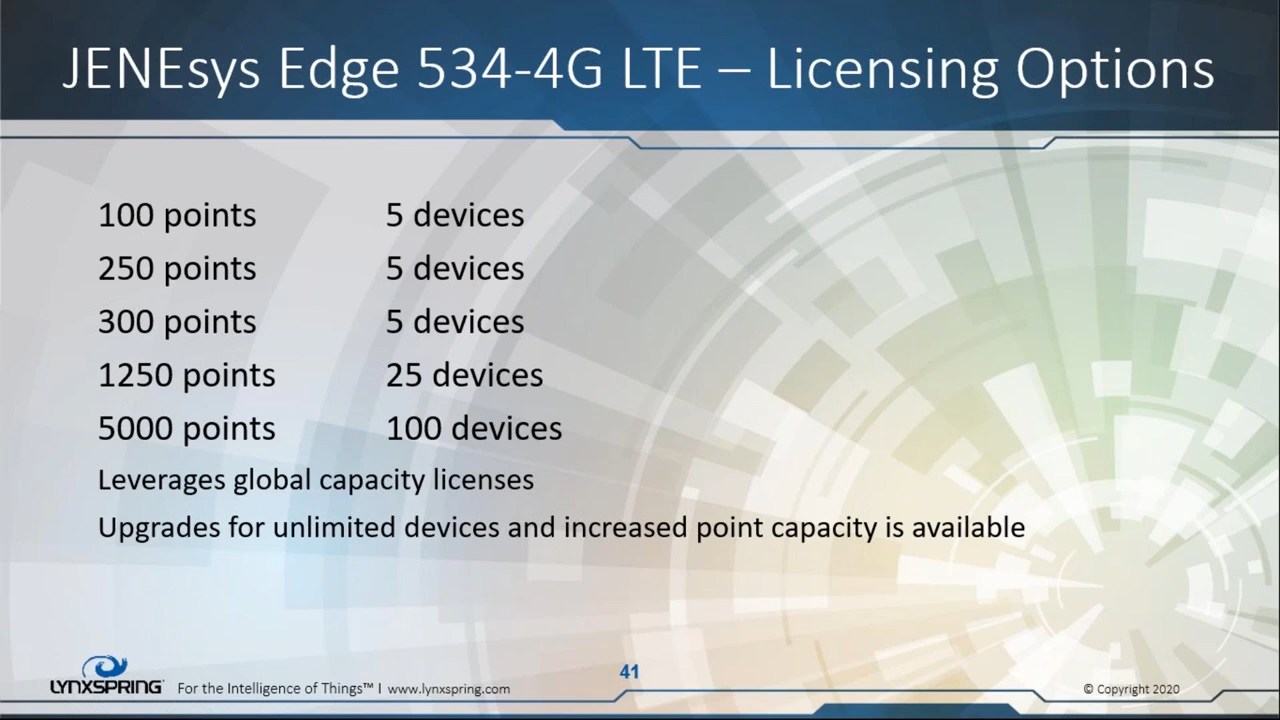 JENEsys Edge 534-4G LTE – Licensing Options
100 points 5 devices
250 points 5 devices
300 points 5 devices
1250 points 25 devices
5000 points 100 devices
Leverages global capacity licenses
Upgrades for unlimited devices and increased point capacity is available
41
LYNXSPRING For the Intelligence of Things™ | www.lynxspring.com
© Copyright 2020